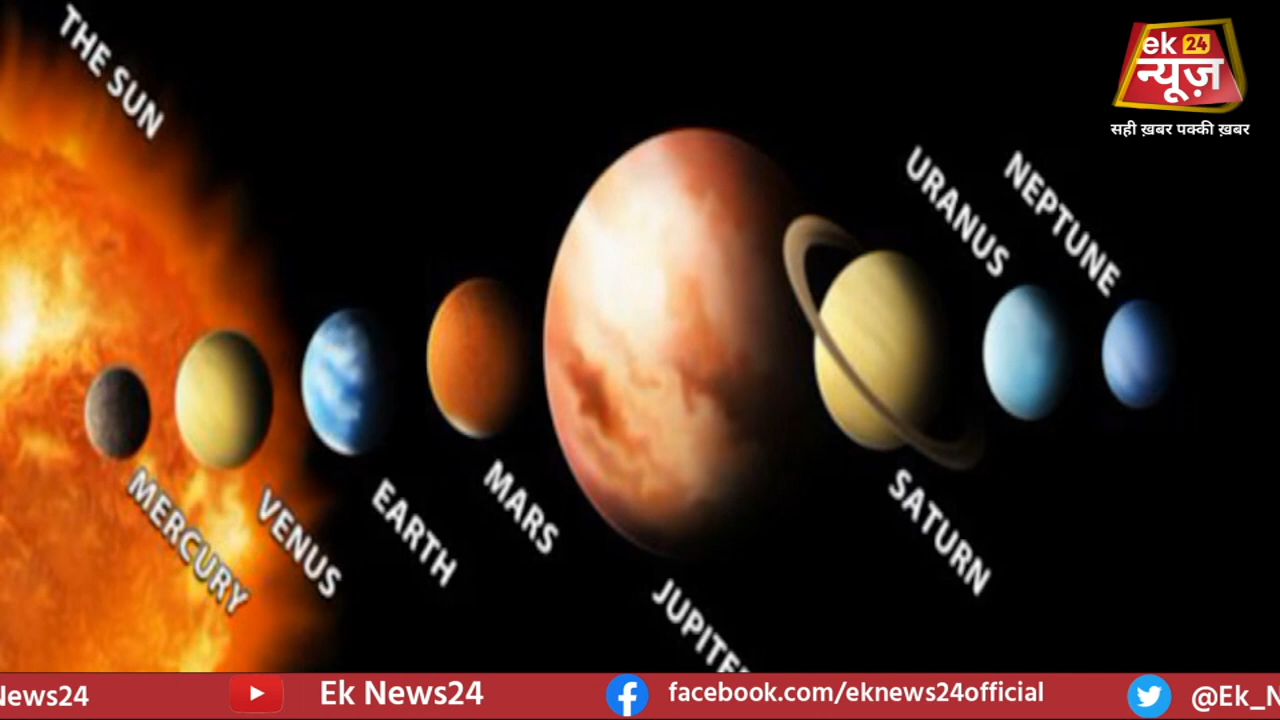 THE SUN
MERCURY
VENUS
EARTH
MARS
JUPITER
SATURN
URANUS
NEPTUNE
ek 24
न्यूज़
सही ख़बर पक्की ख़बर
News24
Ek News24
facebook.com/eknews24official
@Ek_N